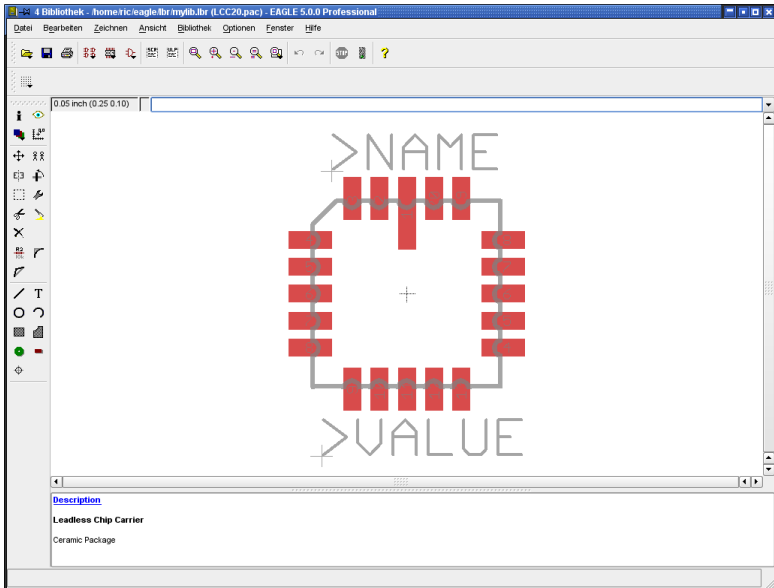 4 Bibliothek - /home/ric/eagle/lbr/mylib.lbr (LCC20.pac) - EAGLE 5.0.0 Professional
Datei Bearbeiten Zeichnen Ansicht Bibliothek Optionen Fenster Hilfe
0.05 inch (0.25 0.10)
>NAME
>VALUE
Description
Leadless Chip Carrier
Ceramic Package